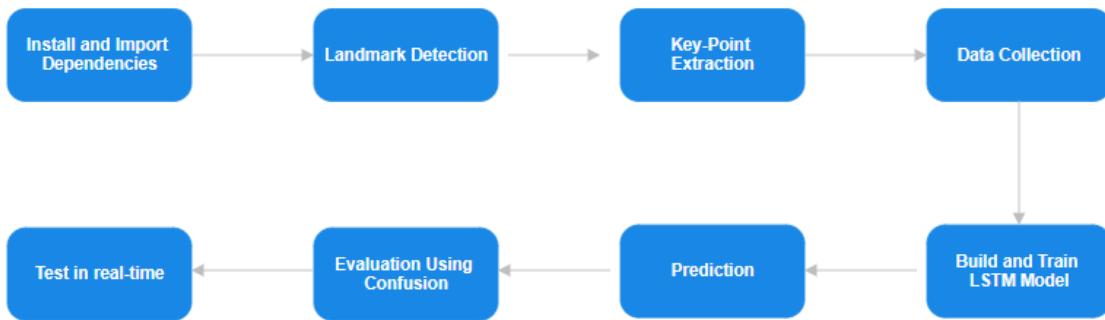 Install and Import
Dependencies
Landmark Detection
Key-Point
Extraction
Data Collection
Build and Train
LSTM Model
Prediction
Evaluation Using
Confusion
Test in real-time